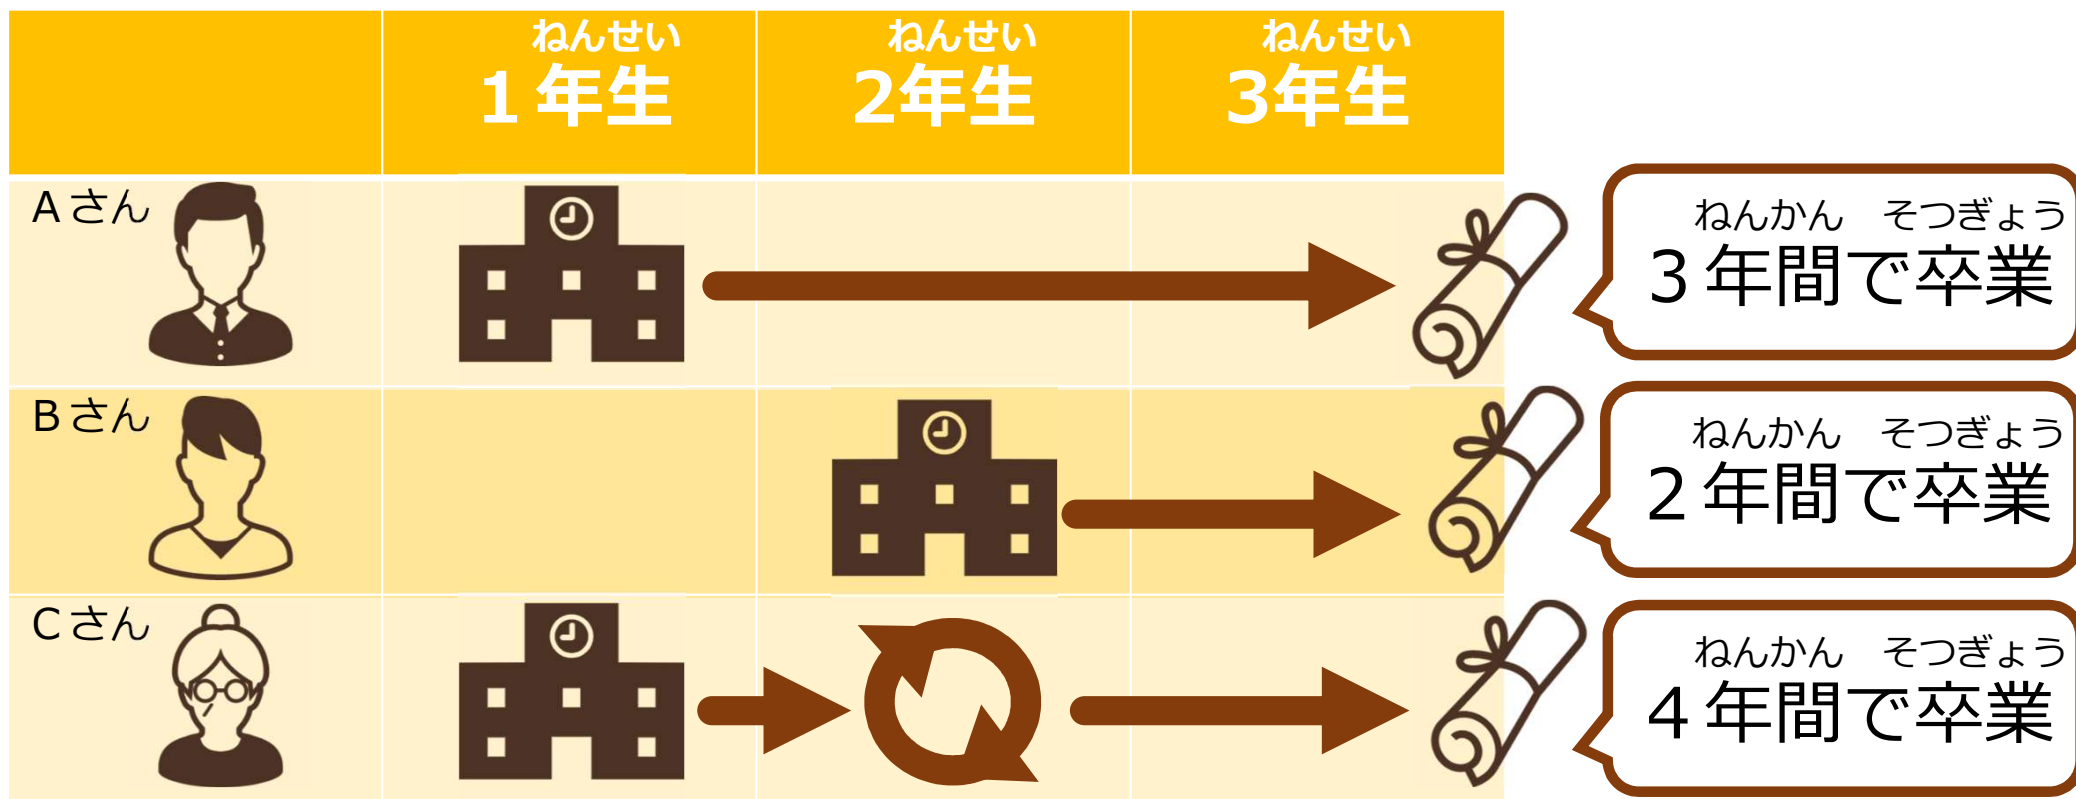 ねんせい ねんせい ねんせい
１年生 2年生 3年生
Aさん
ねんかん そつぎょう
３年間で卒業
Bさん
ねんかん そつぎょう
２年間で卒業
Cさん
ねんかん そつぎょう
４年間で卒業